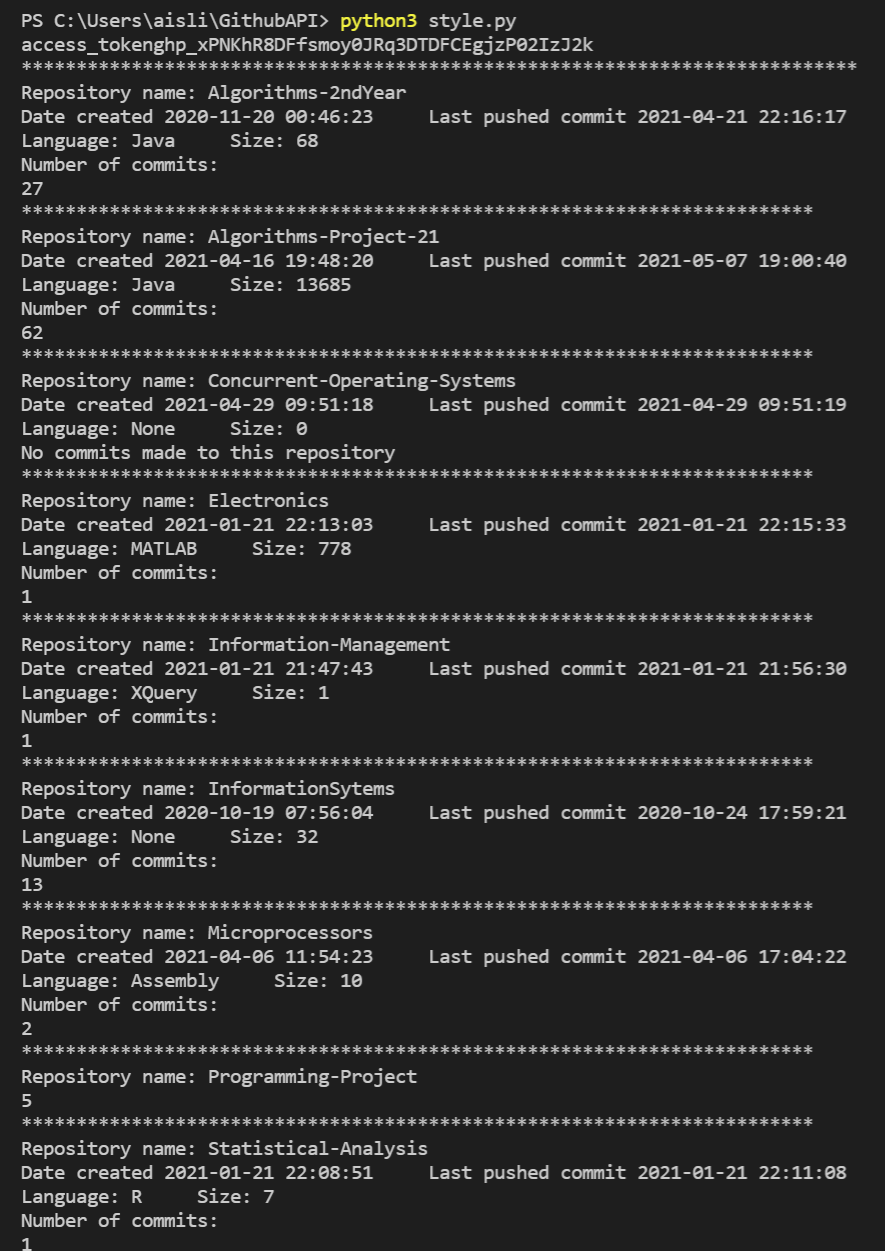 PS C:\Users\aisli\GithubAPI> python3 style.py
access_token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
****************************************************************************
Repository name: Algorithms-2ndYear
Date created 2020-11-20 00:46:23     Last pushed commit 2021-04-21 22:16:17
Language: Java     Size: 68
Number of commits:
27
************************************************************************
Repository name: Algorithms-Project-21
Date created 2021-04-16 19:48:20     Last pushed commit 2021-05-07 19:00:40
Language: Java     Size: 13685
Number of commits:
62
************************************************************************
Repository name: Concurrent-Operating-Systems
Date created 2021-04-29 09:51:18     Last pushed commit 2021-04-29 09:51:19
Language: None     Size: 0
No commits made to this repository
************************************************************************
Repository name: Electronics
Date created 2021-01-21 22:13:03     Last pushed commit 2021-01-21 22:15:33
Language: MATLAB     Size: 778
Number of commits:
1
************************************************************************
Repository name: Information-Management
Date created 2021-01-21 21:47:43     Last pushed commit 2021-01-21 21:56:30
Language: XQuery     Size: 1
Number of commits:
1
************************************************************************
Repository name: InformationSytems
Date created 2020-10-19 07:56:04     Last pushed commit 2020-10-24 17:59:21
Language: None     Size: 32
Number of commits:
13
************************************************************************
Repository name: Microprocessors
Date created 2021-04-06 11:54:23     Last pushed commit 2021-04-06 17:04:22
Language: Assembly     Size: 10
Number of commits:
2
************************************************************************
Repository name: Programming-Project
5
************************************************************************
Repository name: Statistical-Analysis
Date created 2021-01-21 22:08:51     Last pushed commit 2021-01-21 22:11:08
Language: R     Size: 7
Number of commits:
1